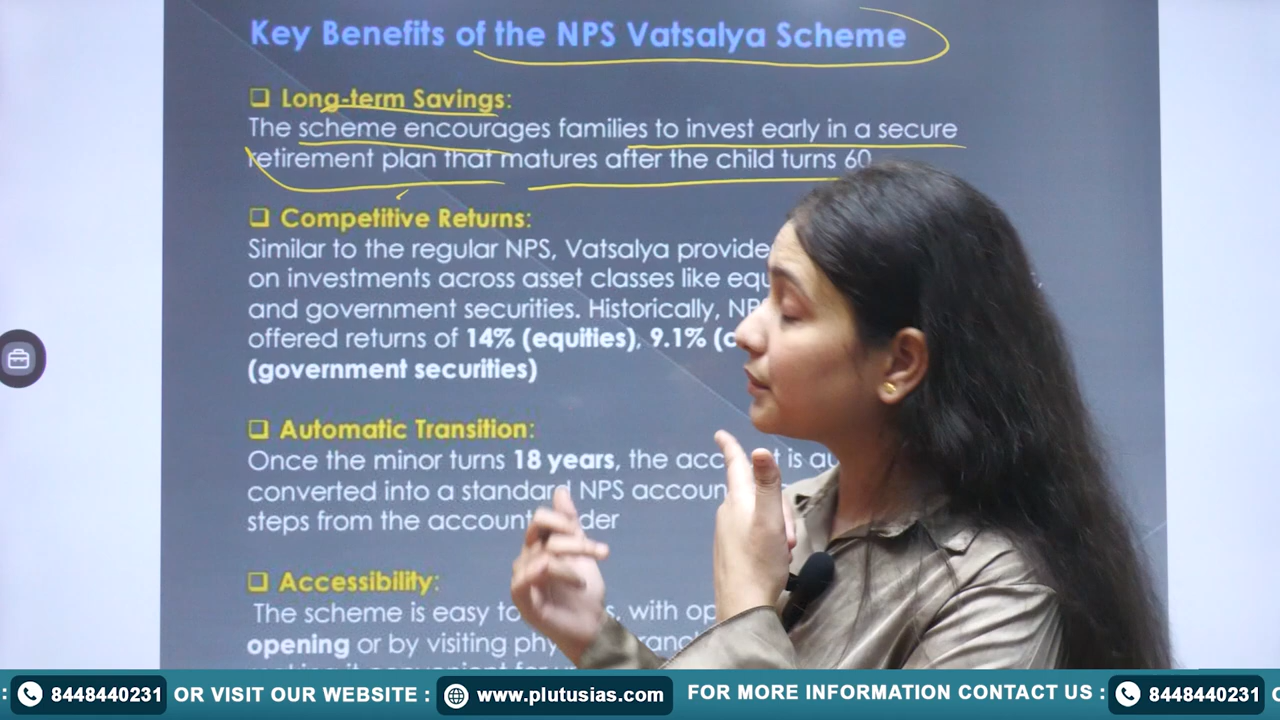 Key Benefits of the NPS Vatsalya Scheme
❑ Long-term Savings:
The scheme encourages families to invest early in a secure
retirement plan that matures after the child turns 60
❑ Competitive Returns:
Similar to the regular NPS, Vatsalya
on investments across asset classes like
and government securities. Historically,
offered returns of 14% (equities), 9.1%
(government securities)
❑ Automatic Transition:
Once the minor turns 18 years, the is
converted into a standard NPS
steps from the
❑ Accessibility:
The scheme is easy to with
opening or by visiting
: 8448440231 OR VISIT OUR WEBSITE : www.plutusias.com FOR MORE INFORMATION CONTACT US : 8448440231